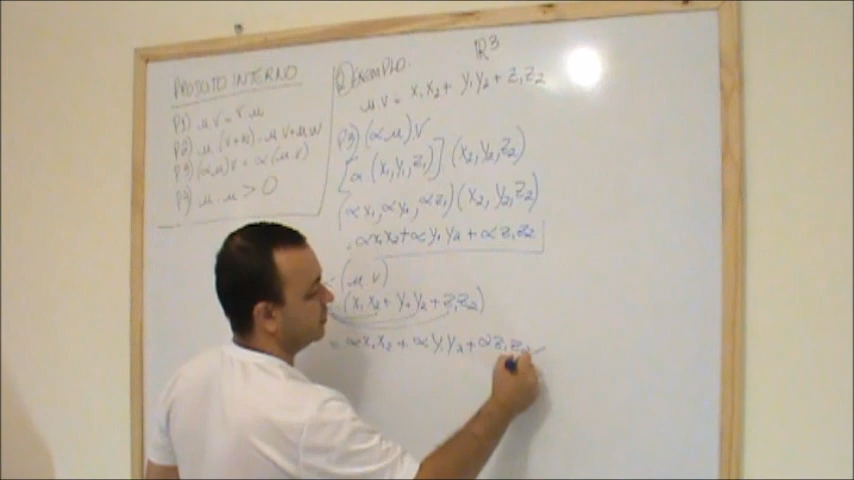 PRODUTO INTERNO
P1) u.v = v.u
P2) u.(v+w) = u.v+u.w
P3) (αu)v = α(u.v)
P4) u.u > 0
2) EXEMPLO. ℝ³
u.v = x₁x₂ + y₁y₂ + z₁z₂
P3) (αu).v
[α(x₁,y₁,z₁)](x₂,y₂,z₂)
(αx₁,αy₁,αz₁)(x₂,y₂,z₂)
αx₁x₂+αy₁y₂+αz₁z₂
(u.v)
(x₁x₂ + y₁y₂ + z₁z₂)
= αx₁x₂ + αy₁y₂ + αz₁z₂